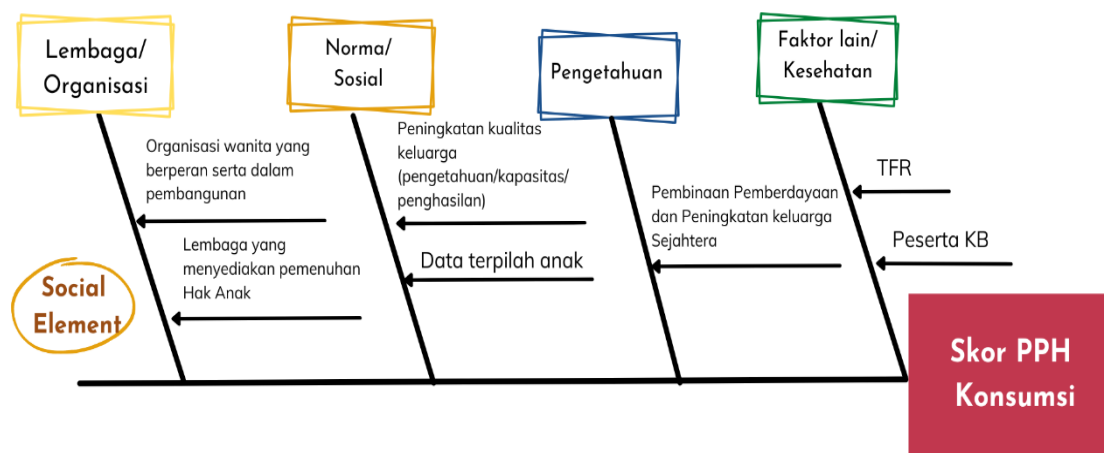 Lembaga/
Organisasi
Norma/
Sosial
Pengetahuan
Faktor lain/
Kesehatan
Organisasi wanita yang
berperan serta dalam
pembangunan
Lembaga yang
menyediakan pemenuhan
Hak Anak
Peningkatan kualitas
keluarga
(pengetahuan/kapasitas/
penghasilan)
Data terpilah anak
Pembinaan Pemberdayaan
dan Peningkatan keluarga
Sejahtera
TFR
Peserta KB
Social
Element
Skor PPH
Konsumsi